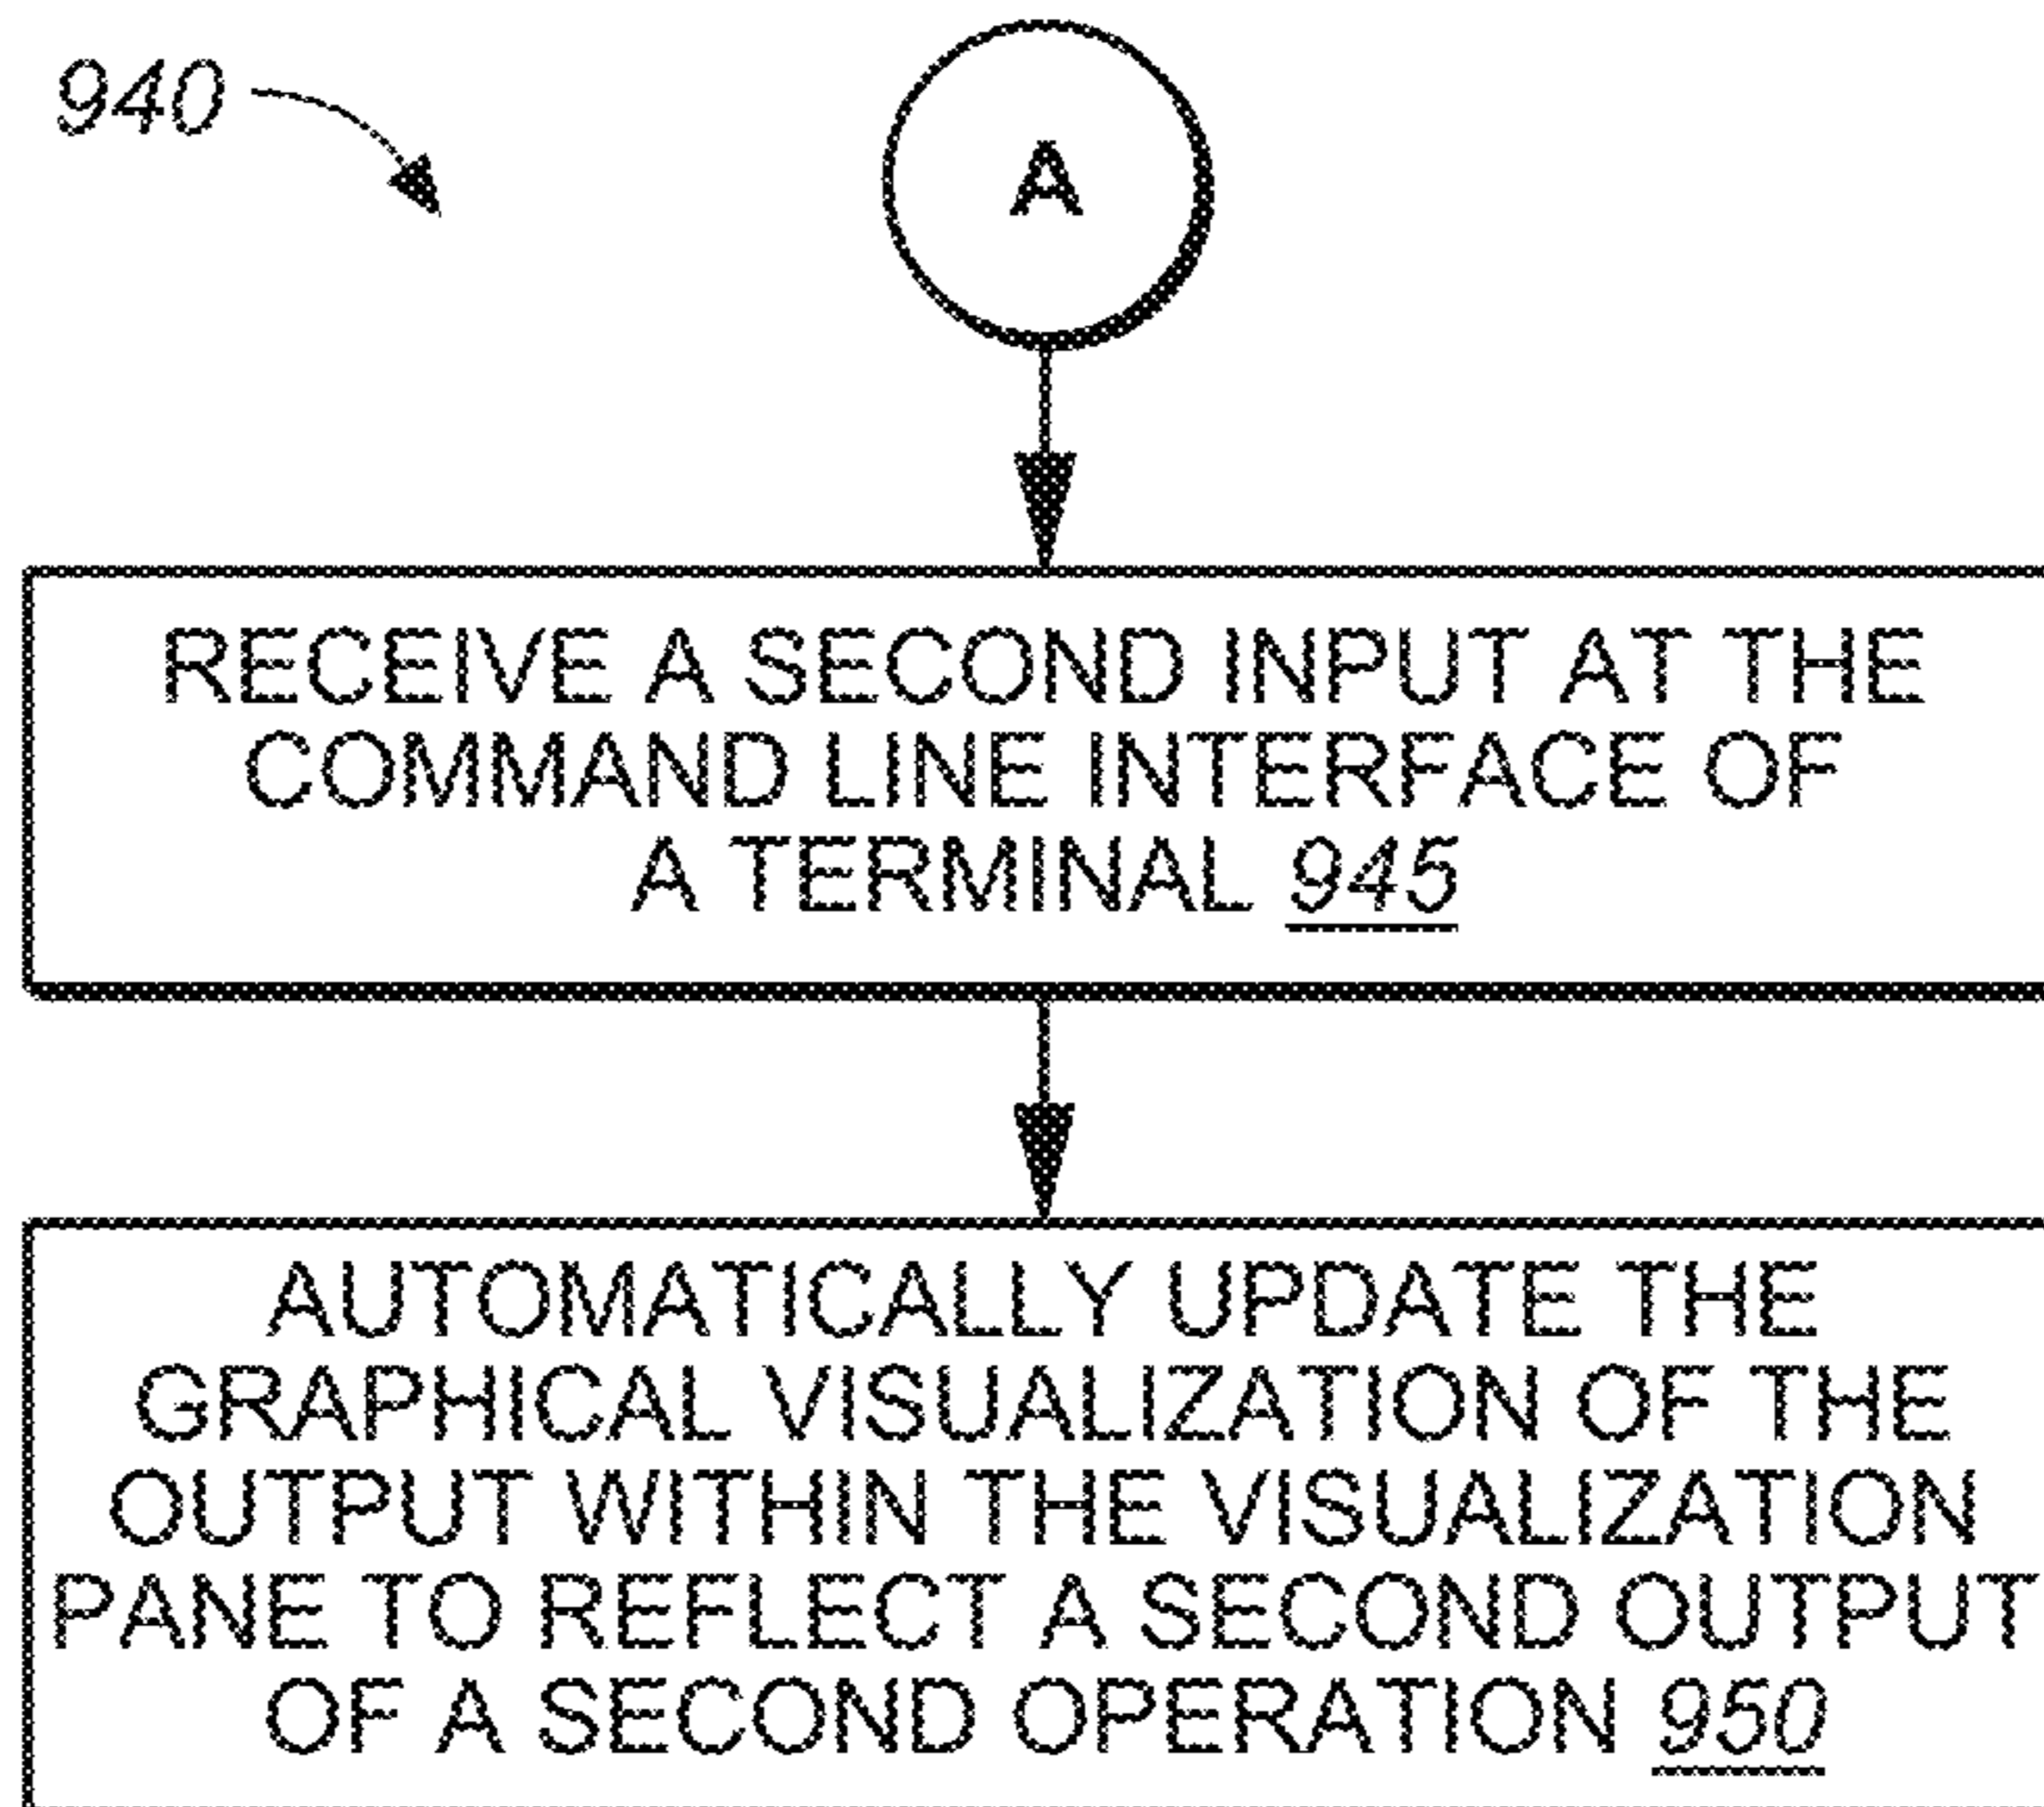 940
A
RECEIVE A SECOND INPUT AT THE
COMMAND LINE INTERFACE OF
A TERMINAL 945
AUTOMATICALLY UPDATE THE
GRAPHICAL VISUALIZATION OF THE
OUTPUT WITHIN THE VISUALIZATION
PANE TO REFLECT A SECOND OUTPUT
OF A SECOND OPERATION 950